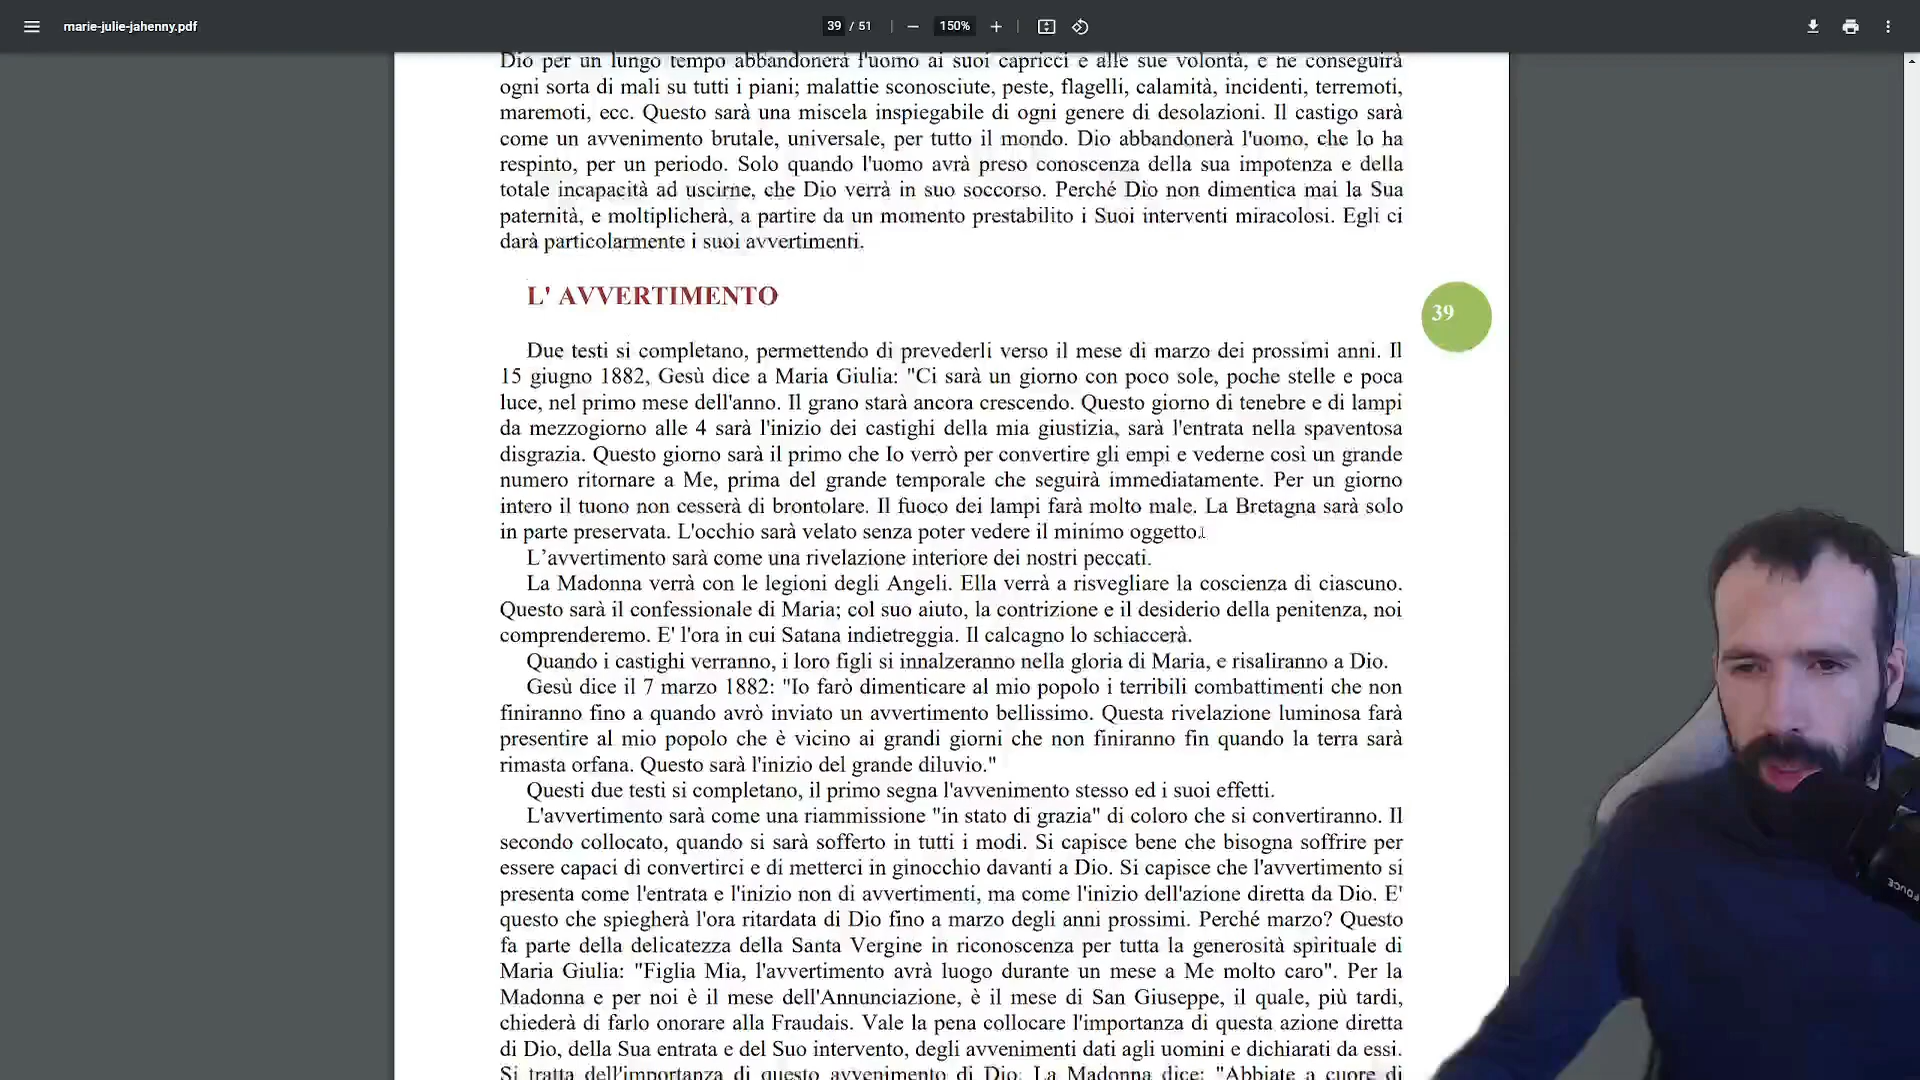 marie-julie-jahenny.pdf
39 / 51
150%
Dio per un lungo tempo abbandonerà l'uomo ai suoi capricci e alle sue volontà, e ne conseguirà
ogni sorta di mali su tutti i piani; malattie sconosciute, peste, flagelli, calamità, incidenti, terremoti,
maremoti, ecc. Questo sarà una miscela inspiegabile di ogni genere di desolazioni. Il castigo sarà
come un avvenimento brutale, universale, per tutto il mondo. Dio abbandonerà l'uomo, che lo ha
respinto, per un periodo. Solo quando l'uomo avrà preso conoscenza della sua impotenza e della
totale incapacità ad uscirne, che Dio verrà in suo soccorso. Perché Dio non dimentica mai la Sua
paternità, e moltiplicherà, a partire da un momento prestabilito i Suoi interventi miracolosi. Egli ci
darà particolarmente i suoi avvertimenti.
L' AVVERTIMENTO
39
Due testi si completano, permettendo di prevederli verso il mese di marzo dei prossimi anni. Il
15 giugno 1882, Gesù dice a Maria Giulia: "Ci sarà un giorno con poco sole, poche stelle e poca
luce, nel primo mese dell'anno. Il grano starà ancora crescendo. Questo giorno di tenebre e di lampi
da mezzogiorno alle 4 sarà l'inizio dei castighi della mia giustizia, sarà l'entrata nella spaventosa
disgrazia. Questo giorno sarà il primo che Io verrò per convertire gli empi e vederne così un grande
numero ritornare a Me, prima del grande temporale che seguirà immediatamente. Per un giorno
intero il tuono non cesserà di brontolare. Il fuoco dei lampi farà molto male. La Bretagna sarà solo
in parte preservata. L'occhio sarà velato senza poter vedere il minimo oggetto.
L'avvertimento sarà come una rivelazione interiore dei nostri peccati.
La Madonna verrà con le legioni degli Angeli. Ella verrà a risvegliare la coscienza di ciascuno.
Questo sarà il confessionale di Maria; col suo aiuto, la contrizione e il desiderio della penitenza, noi
comprenderemo. E' l'ora in cui Satana indietreggia. Il calcagno lo schiaccerà.
Quando i castighi verranno, i loro figli si innalzeranno nella gloria di Maria, e risaliranno a Dio.
Gesù dice il 7 marzo 1882: "Io farò dimenticare al mio popolo i terribili combattimenti che non
finiranno fino a quando avrò inviato un avvertimento bellissimo. Questa rivelazione luminosa farà
presentire al mio popolo che è vicino ai grandi giorni che non finiranno fin quando la terra sarà
rimasta orfana. Questo sarà l'inizio del grande diluvio."
Questi due testi si completano, il primo segna l'avvenimento stesso ed i suoi effetti.
L'avvertimento sarà come una riammissione "in stato di grazia" di coloro che si convertiranno. Il
secondo collocato, quando si sarà sofferto in tutti i modi. Si capisce bene che bisogna soffrire per
essere capaci di convertirci e di metterci in ginocchio davanti a Dio. Si capisce che l'avvertimento si
presenta come l'entrata e l'inizio non di avvertimenti, ma come l'inizio dell'azione diretta da Dio. E'
questo che spiegherà l'ora ritardata di Dio fino a marzo degli anni prossimi. Perché marzo? Questo
fa parte della delicatezza della Santa Vergine in riconoscenza per tutta la generosità spirituale di
Maria Giulia: "Figlia Mia, l'avvertimento avrà luogo durante un mese a Me molto caro". Per la
Madonna e per noi è il mese dell'Annunciazione, è il mese di San Giuseppe, il quale, più tardi,
chiederà di farlo onorare alla Fraudais. Vale la pena collocare l'importanza di questa azione diretta
di Dio, della Sua entrata e del Suo intervento, degli avvenimenti dati agli uomini e dichiarati da essi.
Si tratta dell'importanza di questo avvenimento di Dio: La Madonna dice: "Abbiate a cuore di